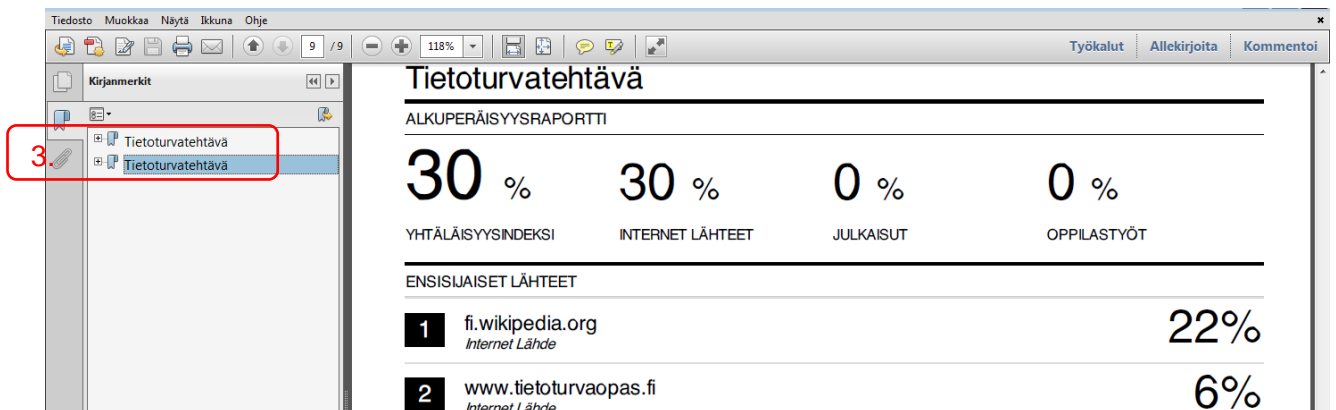 Tiedosto Muokkaa Näytä Ikkuna Ohje
9 / 9 118% Työkalut Allekirjoita Kommentoi
Kirjanmerkit
3.
Tietoturvatehtävä
Tietoturvatehtävä
Tietoturvatehtävä
ALKUPERÄISYYSRAPORTTI
30 % 30 % 0 % 0 %
YHTÄLÄISYYSINDEKSI INTERNET LÄHTEET JULKAISUT OPPILASTYÖT
ENSISIJAISET LÄHTEET
1 fi.wikipedia.org 22%
Internet Lähde
2 www.tietoturvaopas.fi 6%
Internet Lähde